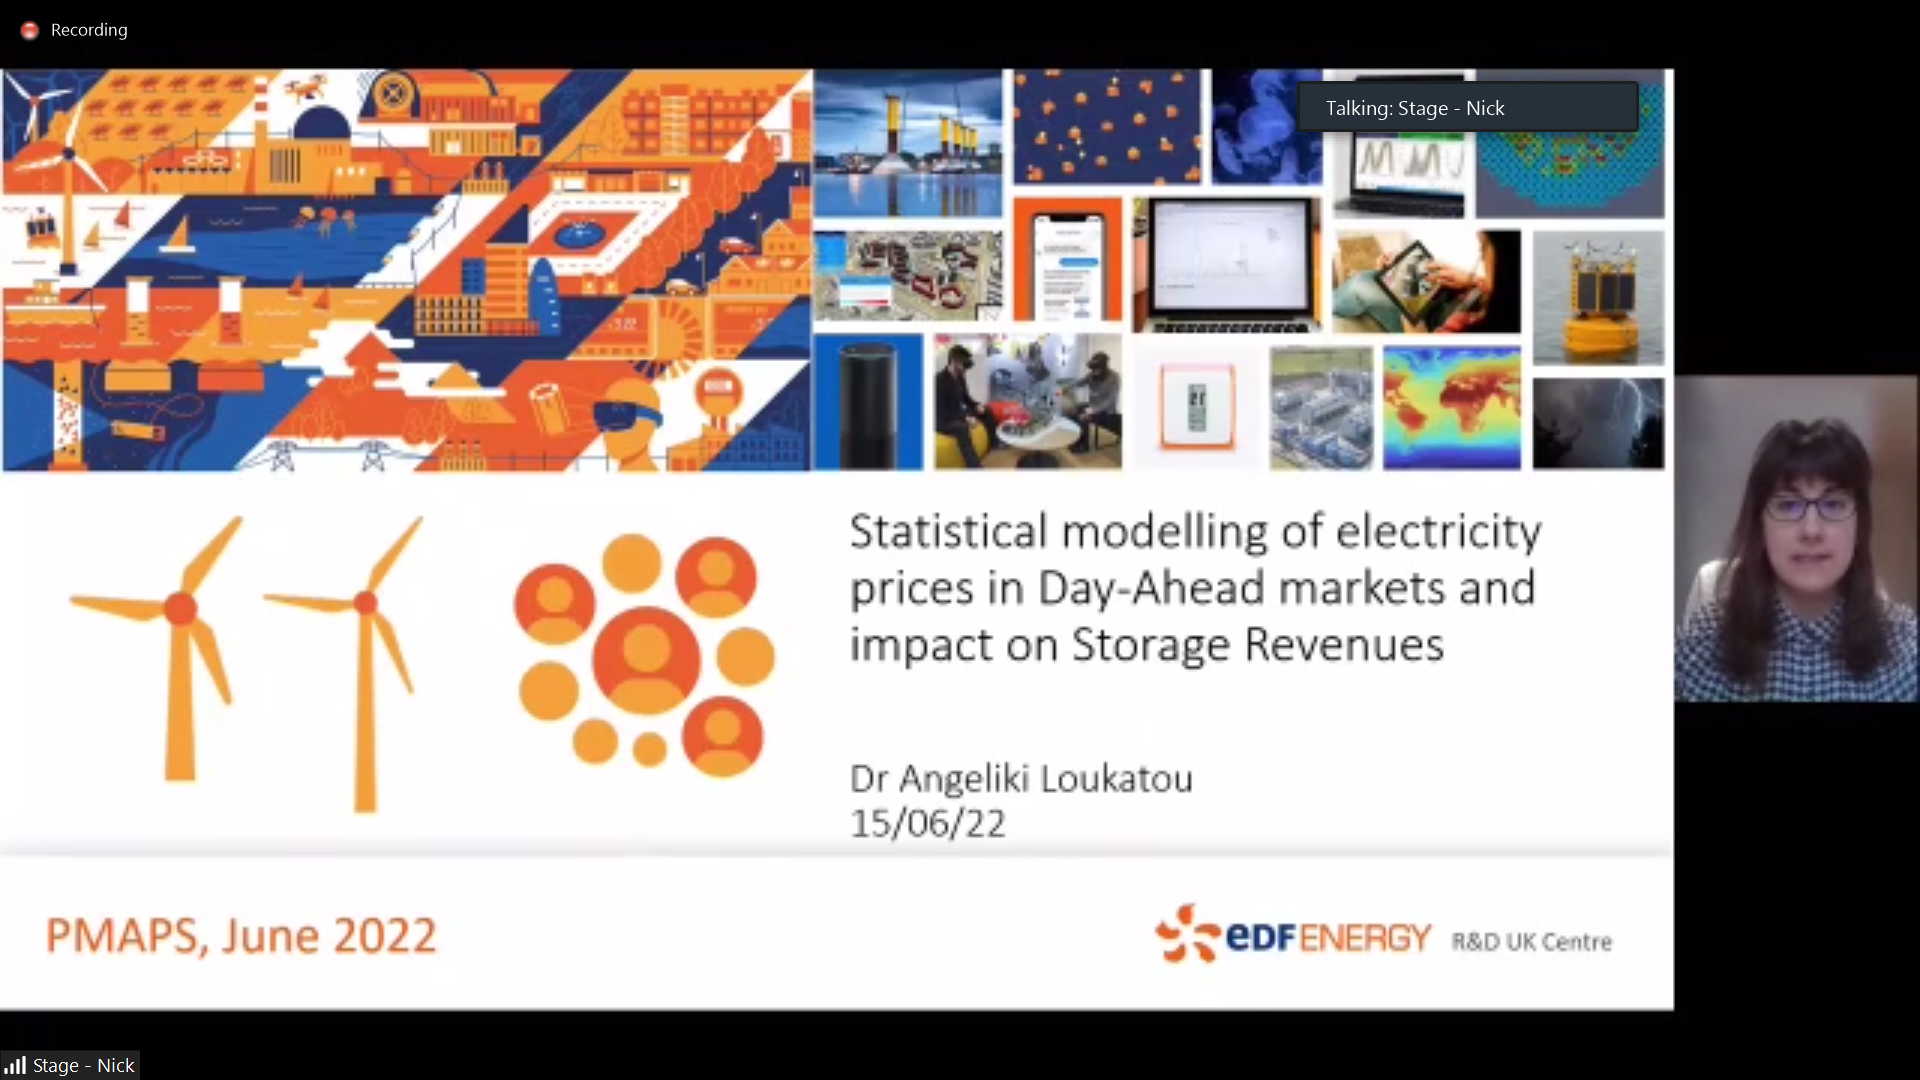 Recording
Talking: Stage - Nick
Statistical modelling of electricity
prices in Day-Ahead markets and
impact on Storage Revenues
Dr Angeliki Loukatou
15/06/22
PMAPS, June 2022
eDF ENERGY R&D UK Centre
Stage - Nick